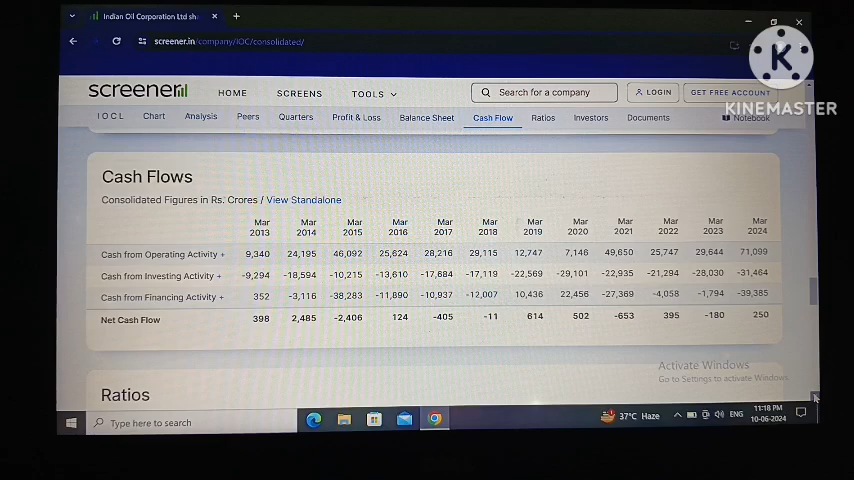 Indian Oil Corporation Ltd sha
screener.in/company/IOC/consolidated/
K
KINEMASTER
screener
HOME
SCREENS
TOOLS
Search for a company
LOGIN
GET FREE ACCOUNT
I O C L
Chart
Analysis
Peers
Quarters
Profit & Loss
Balance Sheet
Cash Flow
Ratios
Investors
Documents
Notebook
Cash Flows
Consolidated Figures in Rs. Crores / View Standalone
Mar 2013 Mar 2014 Mar 2015 Mar 2016 Mar 2017 Mar 2018 Mar 2019 Mar 2020 Mar 2021 Mar 2022 Mar 2023 Mar 2024
Cash from Operating Activity + 9,340 24,195 46,092 25,624 28,216 29,115 12,747 7,146 49,650 25,747 29,644 71,099
Cash from Investing Activity + -9,294 -18,594 -10,215 -13,610 -17,684 -17,119 -22,569 -29,101 -22,935 -21,294 -28,030 -31,464
Cash from Financing Activity + 352 -3,116 -38,283 -11,890 -10,937 -12,007 10,436 22,456 -27,369 -4,058 -1,794 -39,385
Net Cash Flow 398 2,485 -2,406 124 -405 -11 614 502 -653 395 -180 250
Activate Windows
Go to Settings to activate Windows.
Ratios
Type here to search
37°C Haze
ENG
11:18 PM
10-06-2024